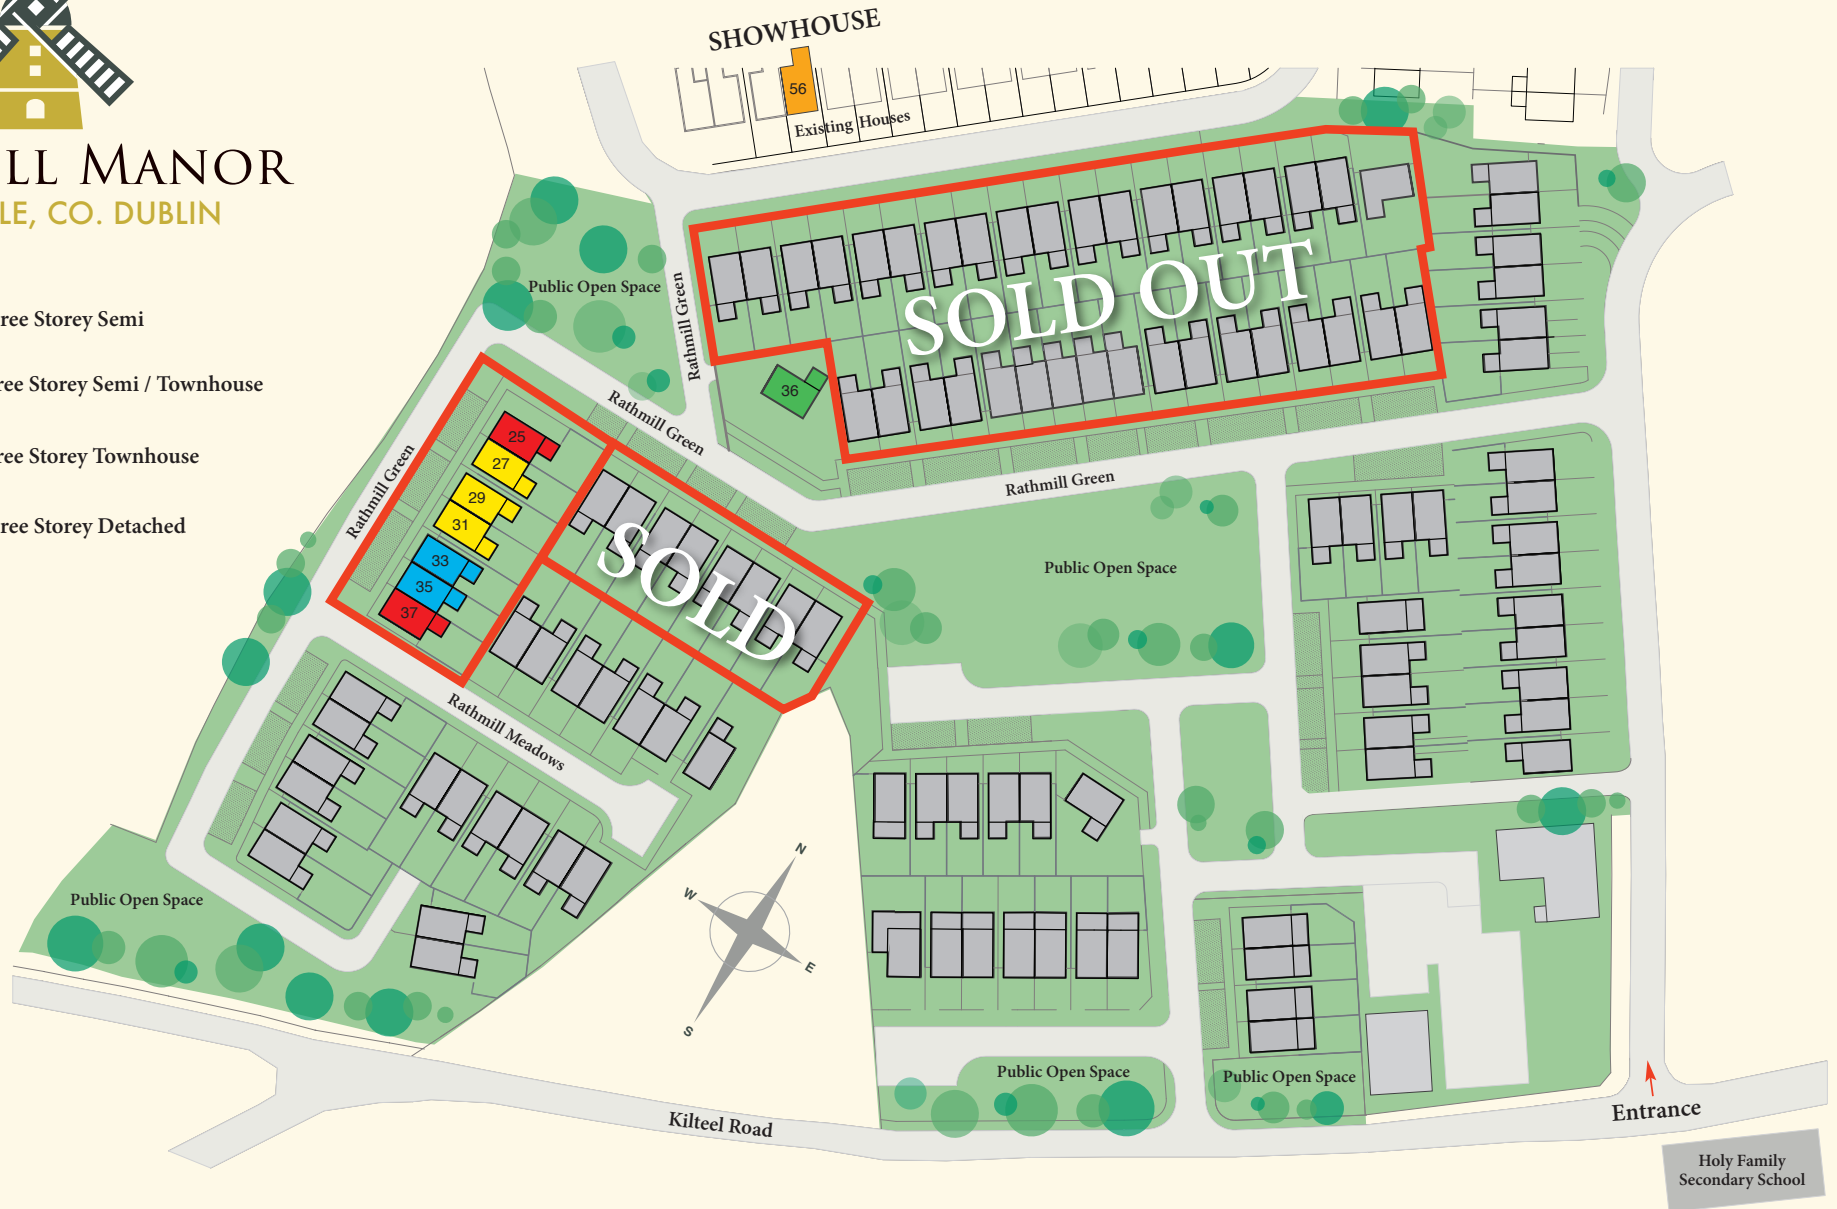 SHOWHOUSE
56
Existing Houses
LL MANOR
LE, CO. DUBLIN
Public Open Space
Rathmill Green
SOLD OUT
ree Storey Semi
ree Storey Semi / Townhouse
ree Storey Townhouse
ree Storey Detached
36
Rathmill Green
Rathmill Green
Rathmill Green
25
27
29
31
33
35
37
SOLD
Public Open Space
Rathmill Meadows
Public Open Space
N
W
E
S
Public Open Space
Public Open Space
Kilteel Road
Entrance
Holy Family
Secondary School